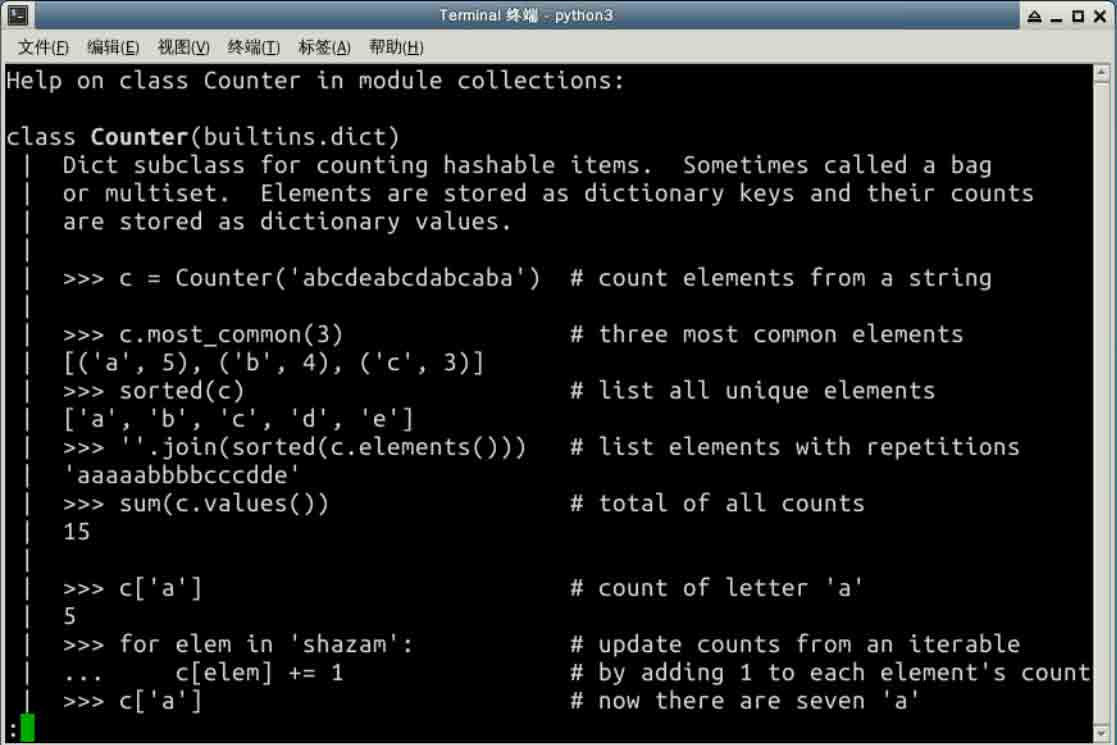 Terminal 终端 - python3
文件(F) 编辑(E) 视图(V) 终端(T) 标签(A) 帮助(H)
Help on class Counter in module collections:
class Counter(builtins.dict)
 |  Dict subclass for counting hashable items.  Sometimes called a bag
 |  or multiset.  Elements are stored as dictionary keys and their counts
 |  are stored as dictionary values.
 |
 |  >>> c = Counter('abcdeabcdabcaba')  # count elements from a string
 |
 |  >>> c.most_common(3)                # three most common elements
 |  [('a', 5), ('b', 4), ('c', 3)]
 |  >>> sorted(c)                       # list all unique elements
 |  ['a', 'b', 'c', 'd', 'e']
 |  >>> ''.join(sorted(c.elements()))   # list elements with repetitions
 |  'aaaaabbbbcccdde'
 |  >>> sum(c.values())                 # total of all counts
 |  15
 |
 |  >>> c['a']                          # count of letter 'a'
 |  5
 |  >>> for elem in 'shazam':           # update counts from an iterable
 |  ...     c[elem] += 1                # by adding 1 to each element's count
 |  >>> c['a']                          # now there are seven 'a'
: